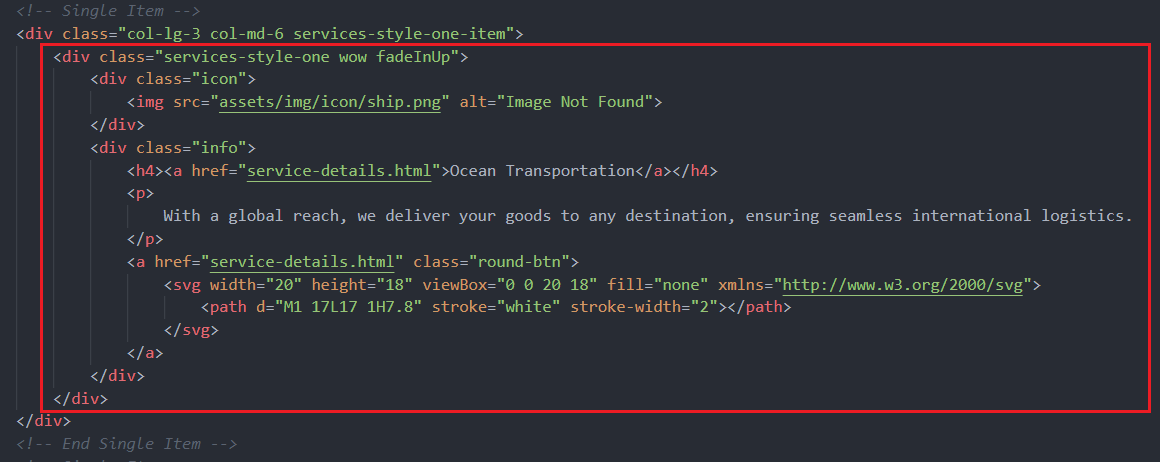 <!-- Single Item -->
<div class="col-lg-3 col-md-6 services-style-one-item">
<div class="services-style-one wow fadeInUp">
<div class="icon">
<img src="assets/img/icon/ship.png" alt="Image Not Found">
</div>
<div class="info">
<h4><a href="service-details.html">Ocean Transportation</a></h4>
<p>
With a global reach, we deliver your goods to any destination, ensuring seamless international logistics.
</p>
<a href="service-details.html" class="round-btn">
<svg width="20" height="18" viewBox="0 0 20 18" fill="none" xmlns="http://www.w3.org/2000/svg">
<path d="M1 17L17 1H7.8" stroke="white" stroke-width="2"></path>
</svg>
</a>
</div>
</div>
</div>
<!-- End Single Item -->